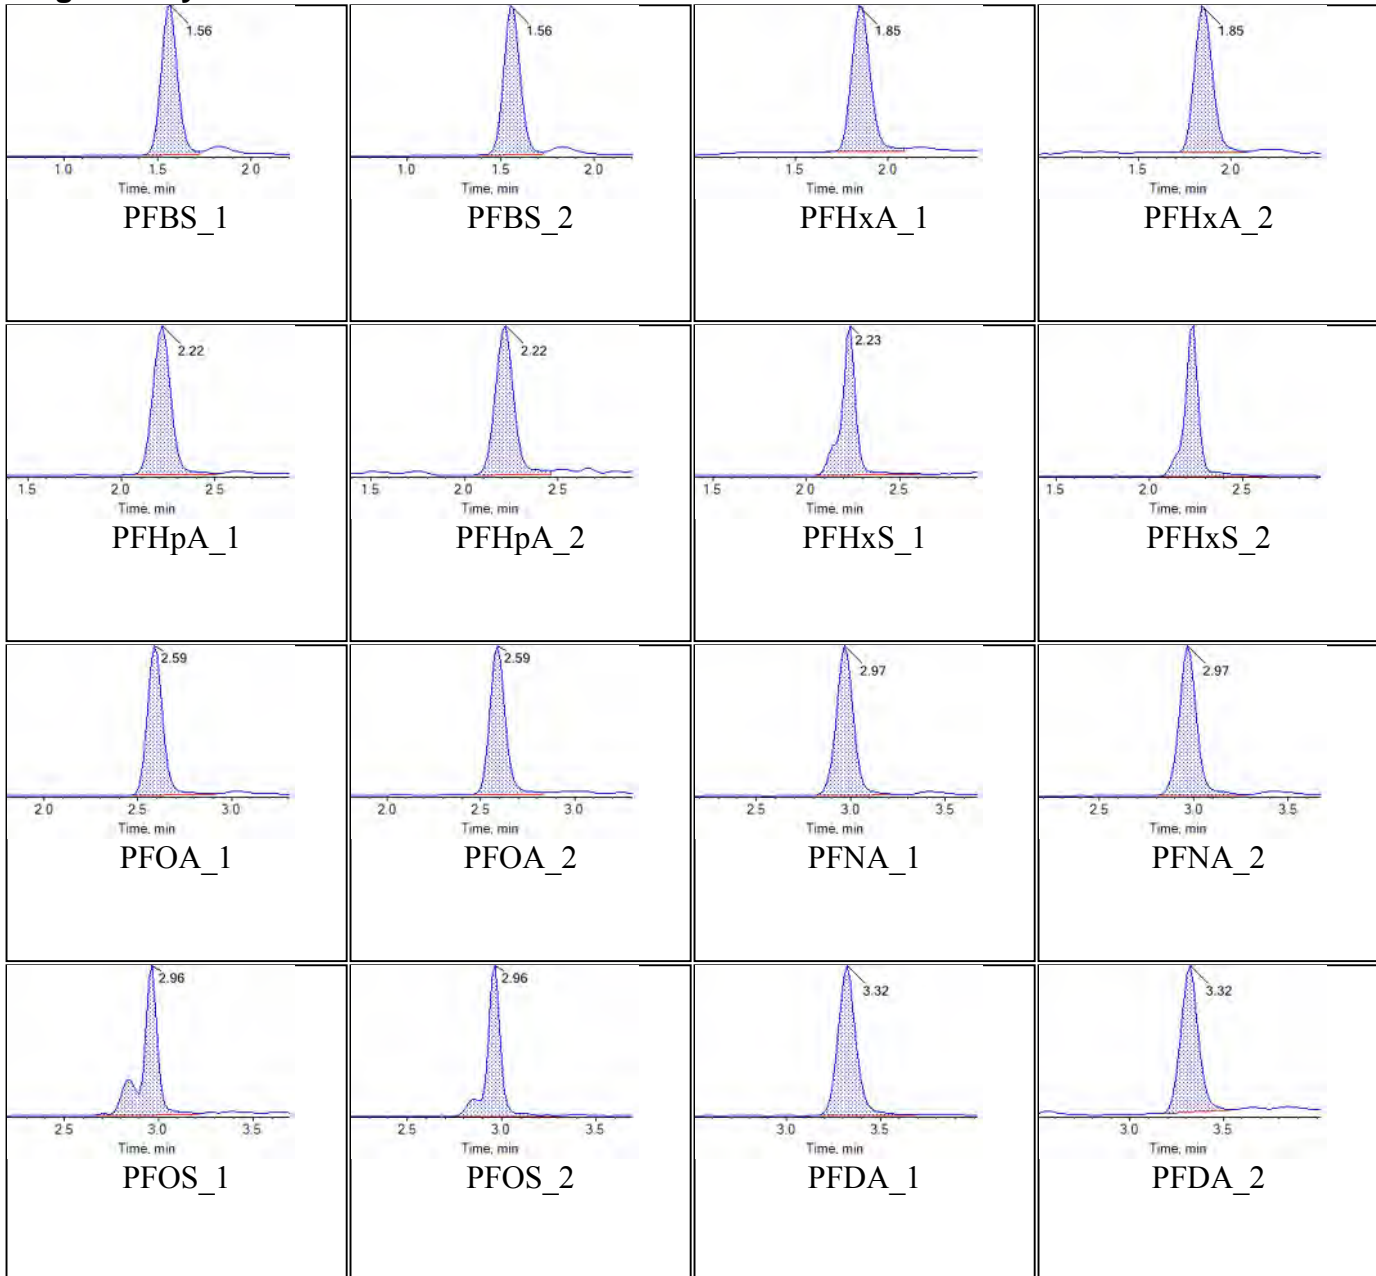 1.56 1.56 1.85 1.85
1.0 1.5 2.0 1.0 1.5 2.0 1.5 2.0 1.5 2.0
Time, min Time, min Time, min Time, min
PFBS_1 PFBS_2 PFHxA_1 PFHxA_2
2.22 2.22 2.23
1.5 2.0 2.5 1.5 2.0 2.5 1.5 2.0 2.5 1.5 2.0 2.5
Time, min Time, min Time, min Time, min
PFHpA_1 PFHpA_2 PFHxS_1 PFHxS_2
2.59 2.59 2.97 2.97
2.0 2.5 3.0 2.0 2.5 3.0 2.5 3.0 3.5 2.5 3.0 3.5
Time, min Time, min Time, min Time, min
PFOA_1 PFOA_2 PFNA_1 PFNA_2
2.96 2.96 3.32 3.32
2.5 3.0 3.5 2.5 3.0 3.5 3.0 3.5 3.0 3.5
Time, min Time, min Time, min Time, min
PFOS_1 PFOS_2 PFDA_1 PFDA_2